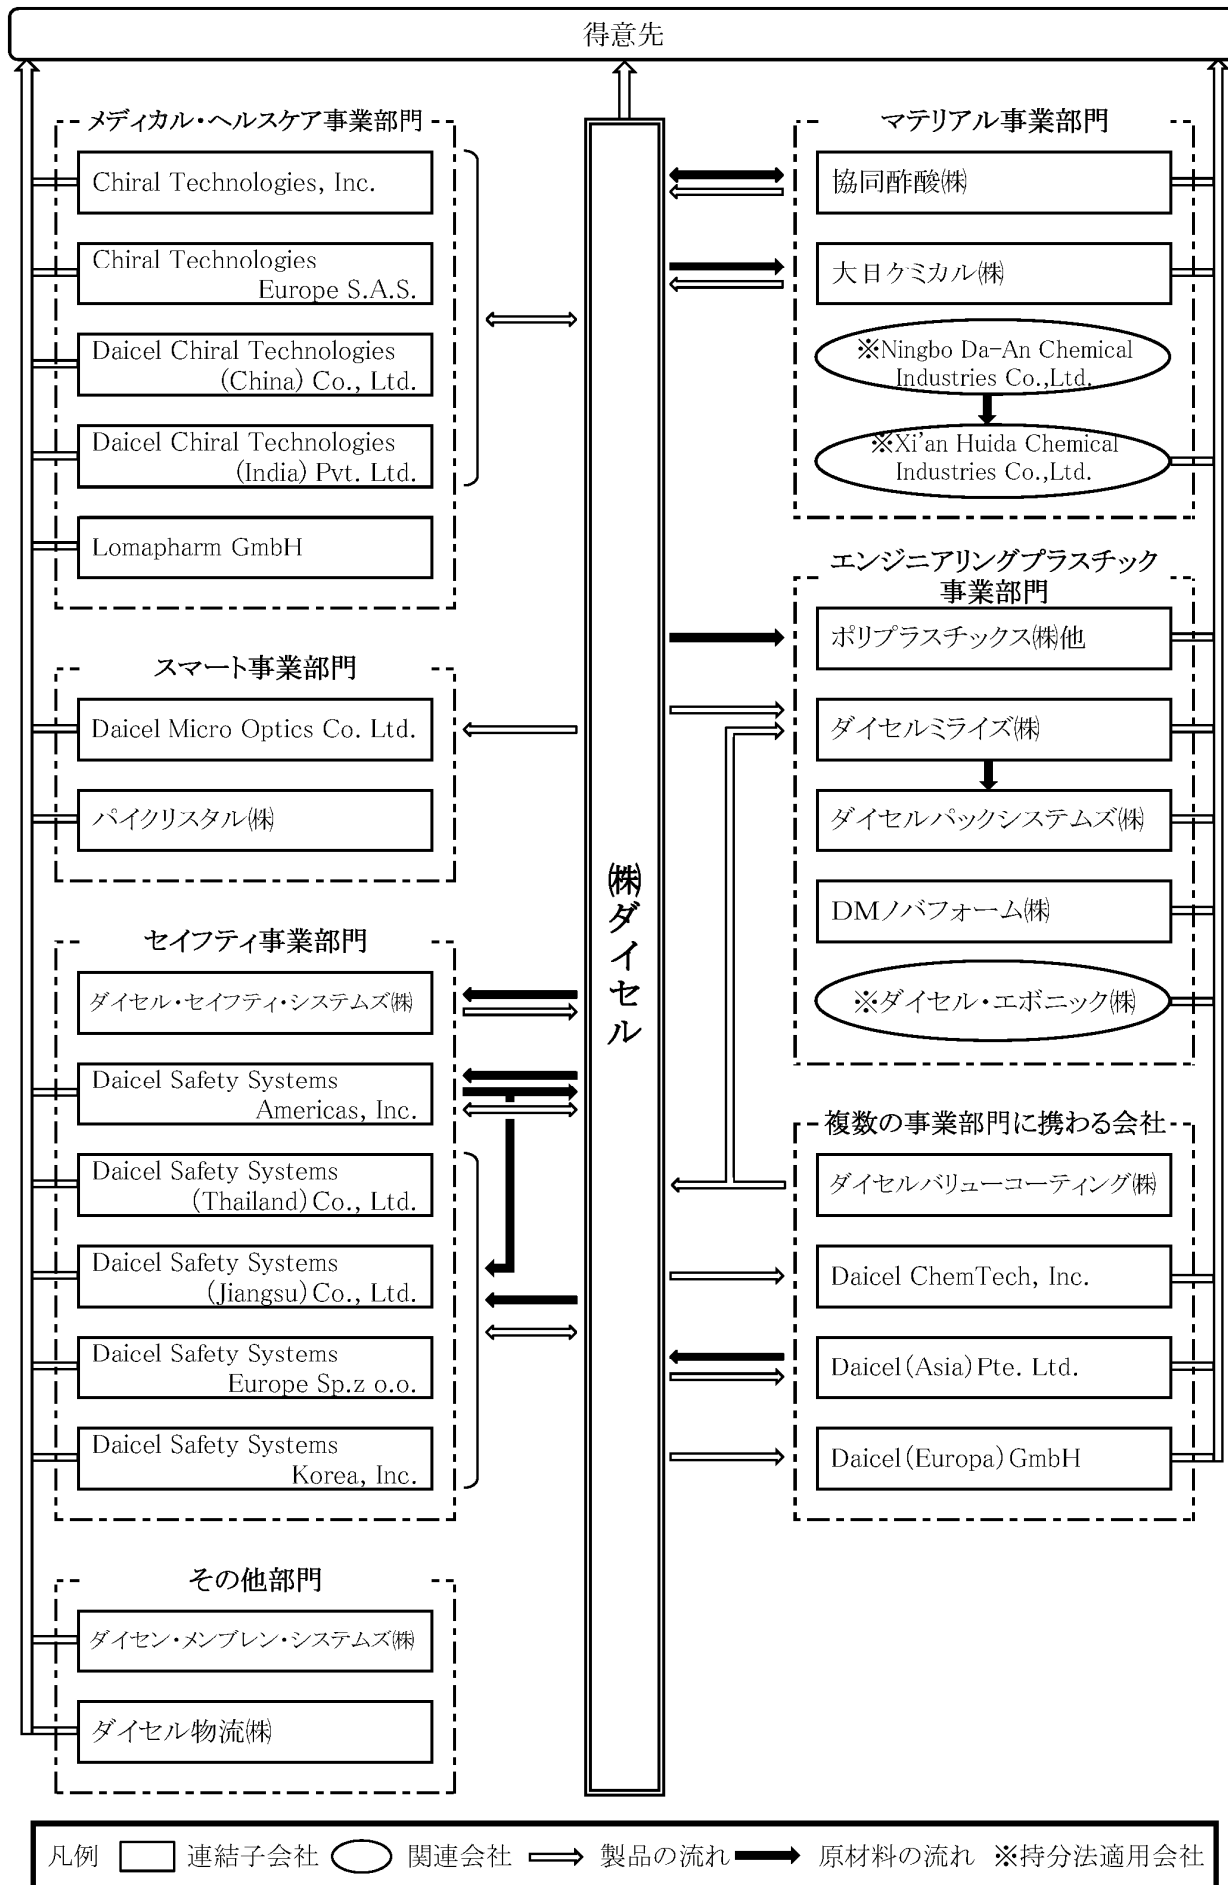 得意先
メディカル・ヘルスケア事業部門
Chiral Technologies, Inc.
Chiral Technologies
Europe S.A.S.
Daicel Chiral Technologies
(China) Co., Ltd.
Daicel Chiral Technologies
(India) Pvt. Ltd.
Lomapharm GmbH
スマート事業部門
Daicel Micro Optics Co. Ltd.
パイクリスタル㈱
セイフティ事業部門
ダイセル・セイフティ・システムズ㈱
Daicel Safety Systems
Americas, Inc.
Daicel Safety Systems
(Thailand) Co., Ltd.
Daicel Safety Systems
(Jiangsu) Co., Ltd.
Daicel Safety Systems
Europe Sp.z o.o.
Daicel Safety Systems
Korea, Inc.
その他部門
ダイセン・メンブレン・システムズ㈱
ダイセル物流㈱
㈱ダイセル
マテリアル事業部門
協同酢酸㈱
大日ケミカル㈱
※Ningbo Da-An Chemical
Industries Co.,Ltd.
※Xi'an Huida Chemical
Industries Co.,Ltd.
エンジニアリングプラスチック
事業部門
ポリプラスチックス㈱他
ダイセルミライズ㈱
ダイセルパックシステムズ㈱
DMノバフォーム㈱
※ダイセル・エボニック㈱
複数の事業部門に携わる会社
ダイセルバリューコーティング㈱
Daicel ChemTech, Inc.
Daicel (Asia) Pte. Ltd.
Daicel (Europa) GmbH
凡例 連結子会社 関連会社 製品の流れ 原材料の流れ ※持分法適用会社